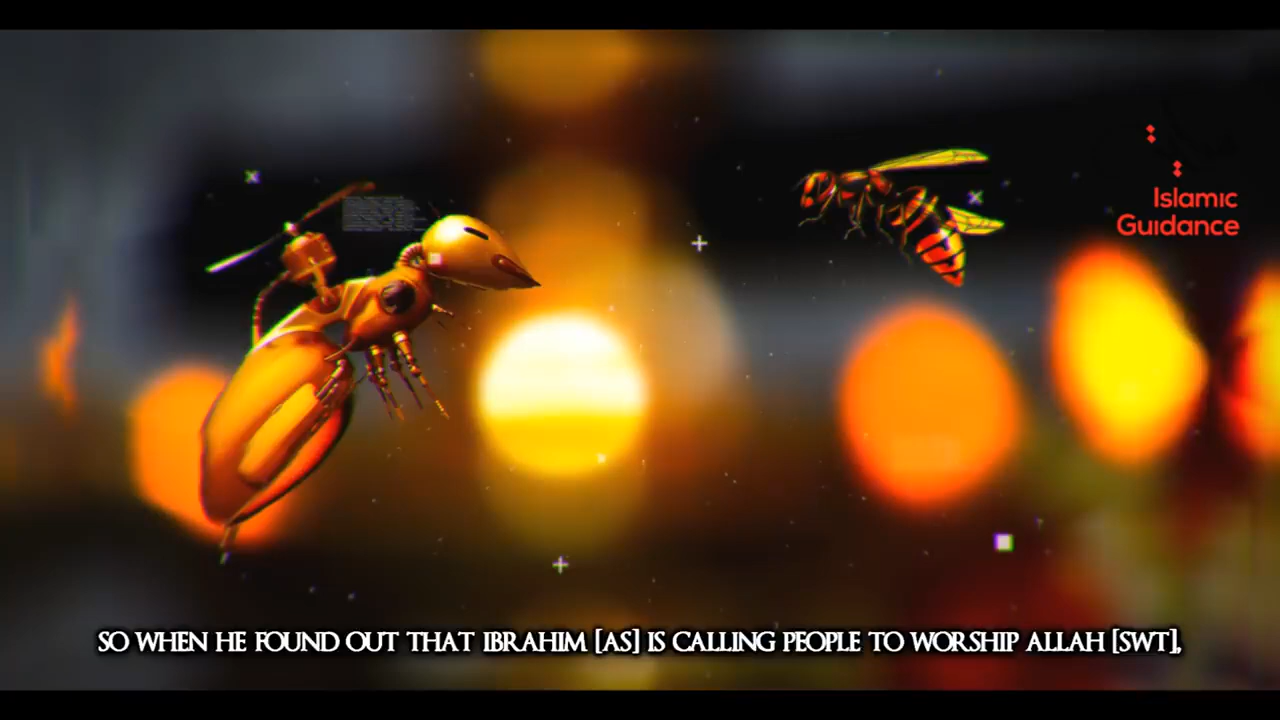 Islamic
Guidance
SO WHEN HE FOUND OUT THAT IBRAHIM [AS] IS CALLING PEOPLE TO WORSHIP ALLAH [SWT],